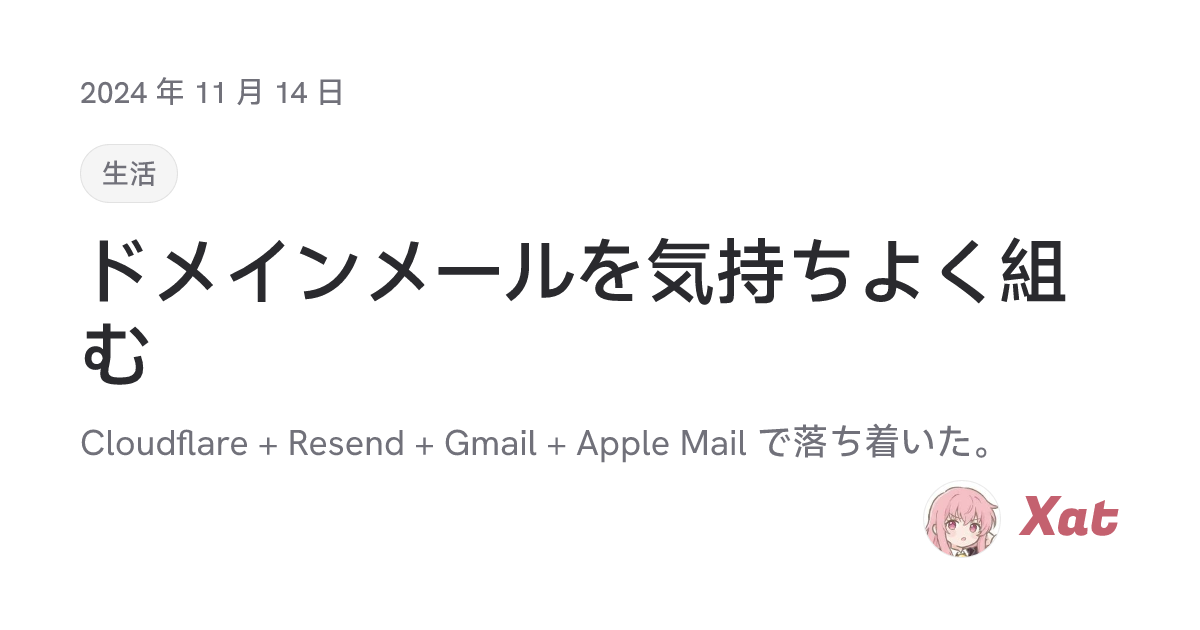 2024 年 11 月 14 日
生活
ドメインメールを気持ちよく組
む
Cloudflare + Resend + Gmail + Apple Mail で落ち着いた。
Xat